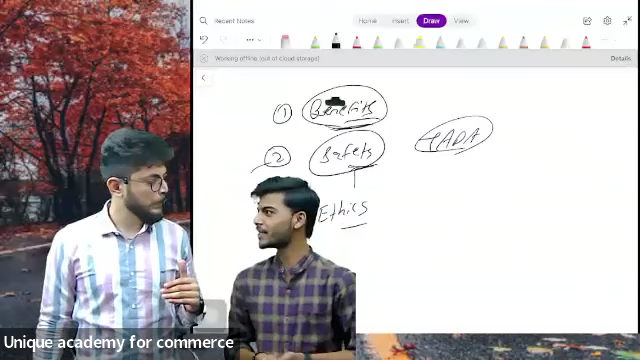 Recent Notes Home Insert Draw View
Working offline (out of cloud storage) Details
1 Benefits
2 Safety
TADA
Ethics
Unique academy for commerce